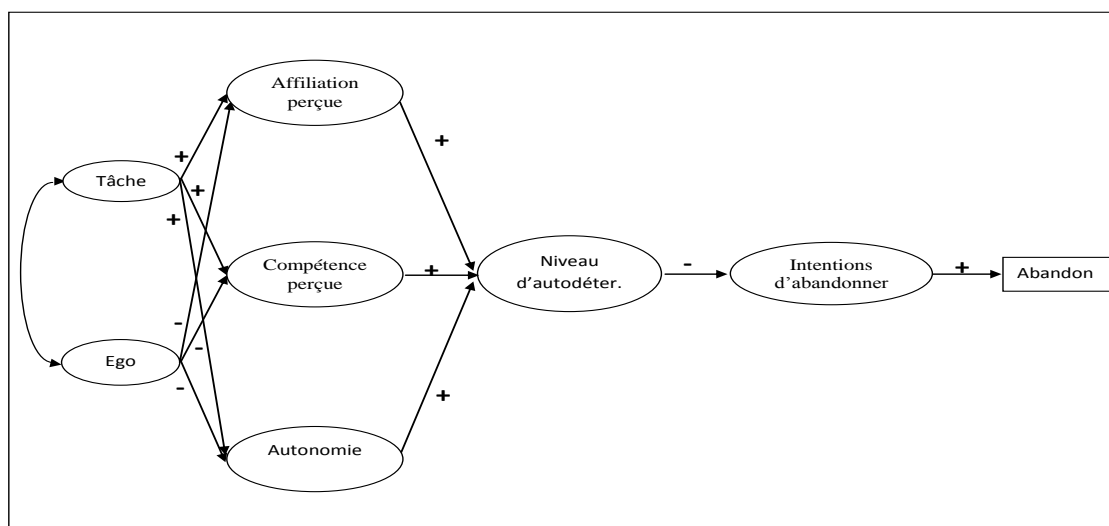 Affiliation
perçue
+
+
Tâche
+
+
Compétence
perçue
+
Niveau
d'autodéter.
-
Intentions
d'abandonner
+
Abandon
-
-
Ego
-
+
Autonomie